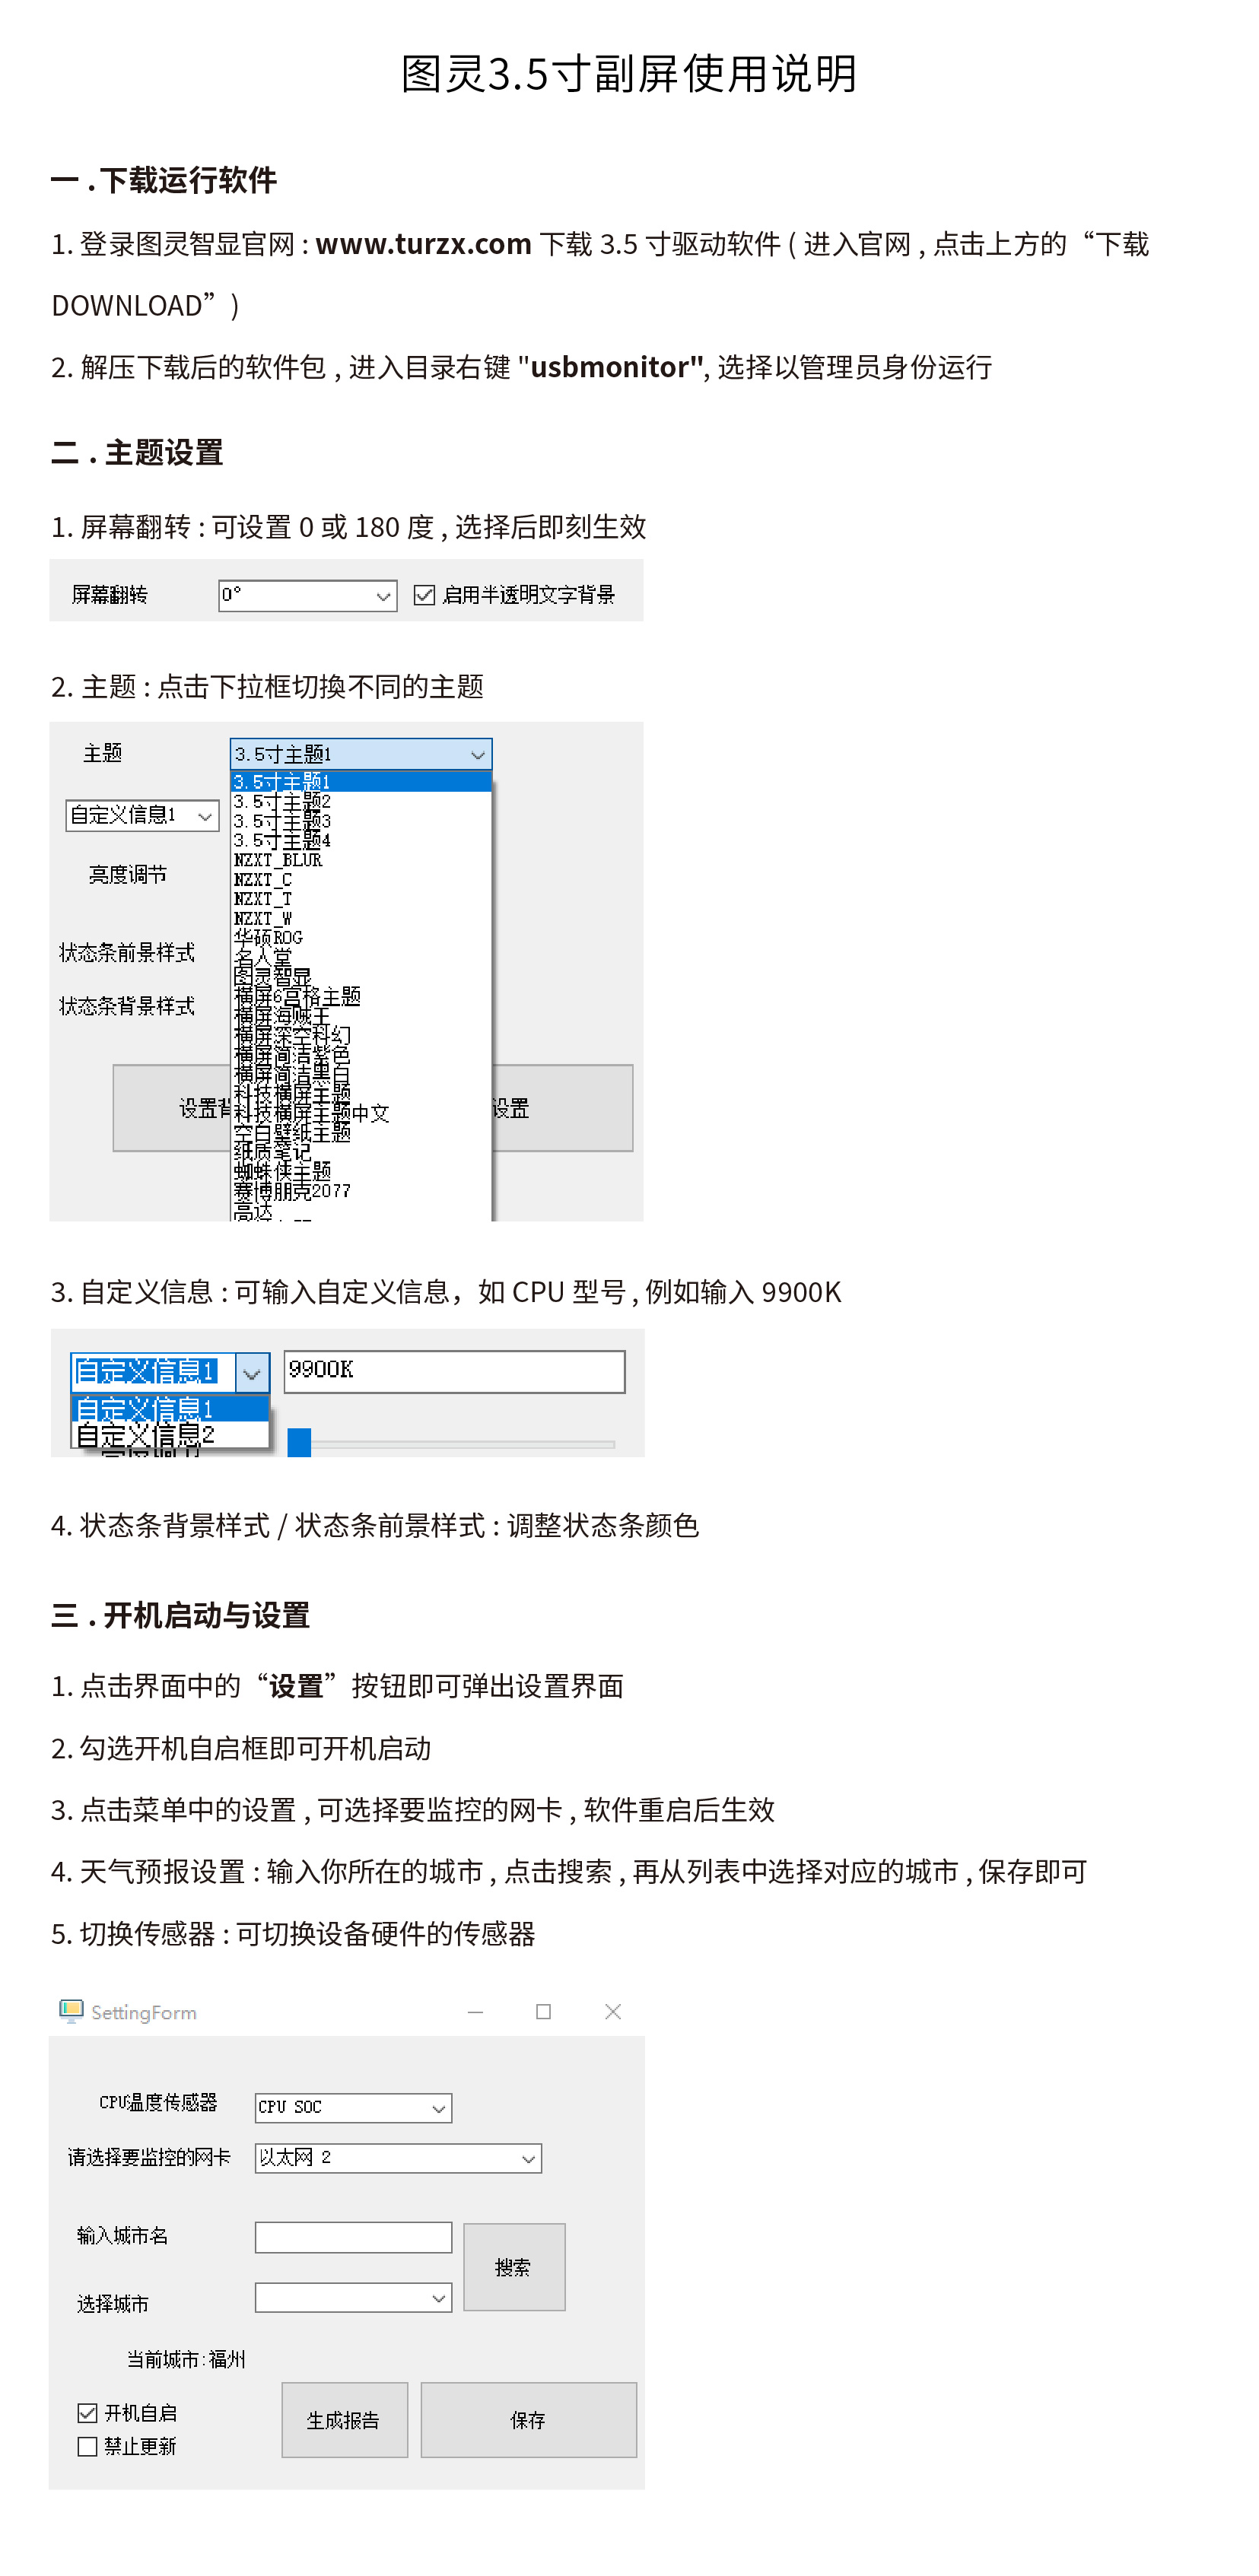 图灵3.5寸副屏使用说明
一 .下载运行软件
1. 登录图灵智显官网 : www.turzx.com 下载 3.5 寸驱动软件 ( 进入官网 , 点击上方的“下载
DOWNLOAD” )
2. 解压下载后的软件包 , 进入目录右键 "usbmonitor", 选择以管理员身份运行
二 . 主题设置
1. 屏幕翻转 : 可设置 0 或 180 度 , 选择后即刻生效
屏幕翻转 0° 启用半透明文字背景
2. 主题 : 点击下拉框切换不同的主题
主题 3.5寸主题1
3.5寸主题1
3.5寸主题2
自定义信息1 3.5寸主题3
3.5寸主题4
NZXT_BLUR
亮度调节 NZXT_C
NZXT_T
NZXT_W
华硕ROG
状态条前景样式 名人堂
图灵智显
横屏6宫格主题
状态条背景样式 横屏海贼王
横屏深空科幻
横屏简洁紫色
横屏简洁黑白
科技横屏主题
设置背 科技横屏主题中文 设置
空白壁纸主题
纸质笔记
蜘蛛侠主题
赛博朋克2077
高达
3. 自定义信息 : 可输入自定义信息，如 CPU 型号 , 例如输入 9900K
自定义信息1 9900K
自定义信息1
自定义信息2
4. 状态条背景样式 / 状态条前景样式 : 调整状态条颜色
三 . 开机启动与设置
1. 点击界面中的“设置”按钮即可弹出设置界面
2. 勾选开机自启框即可开机启动
3. 点击菜单中的设置 , 可选择要监控的网卡 , 软件重启后生效
4. 天气预报设置 : 输入你所在的城市 , 点击搜索 , 再从列表中选择对应的城市 , 保存即可
5. 切换传感器 : 可切换设备硬件的传感器
SettingForm
CPU温度传感器 CPU SOC
请选择要监控的网卡 以太网 2
输入城市名
搜索
选择城市
当前城市:福州
开机自启
生成报告 保存
禁止更新